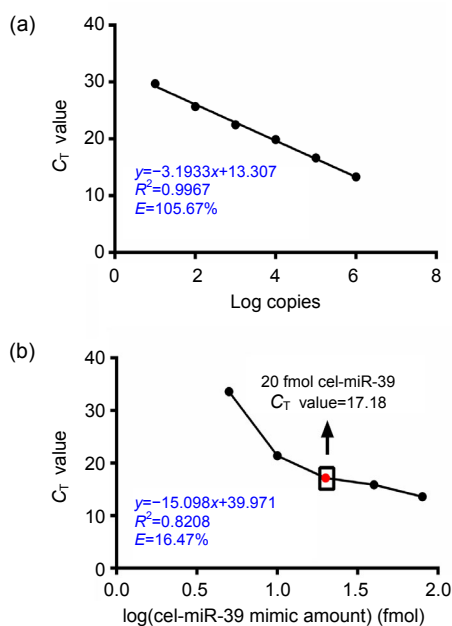 (a)
40
30
20
10
0
C_T value
y=−3.1933x+13.307
R²=0.9967
E=105.67%
0 2 4 6 8
Log copies
(b)
40
30
20
10
0
C_T value
20 fmol cel-miR-39
C_T value=17.18
y=−15.098x+39.971
R²=0.8208
E=16.47%
0.0 0.5 1.0 1.5 2.0
log(cel-miR-39 mimic amount) (fmol)